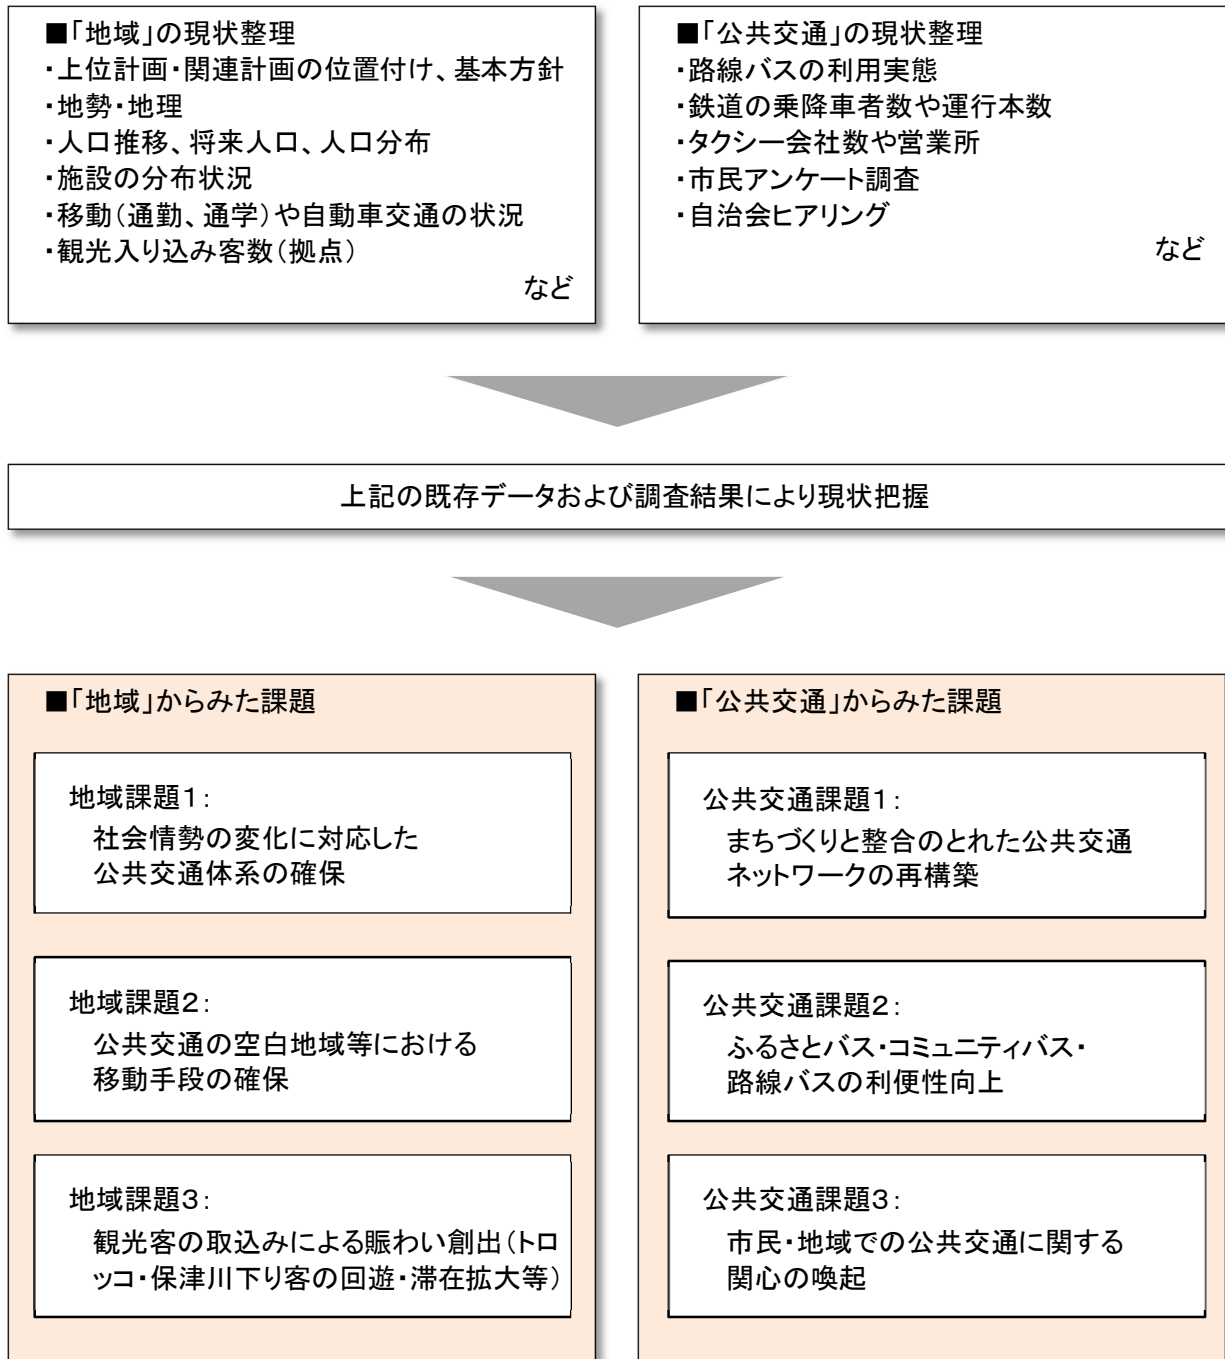 ■「地域」の現状整理
・上位計画・関連計画の位置付け、基本方針
・地勢・地理
・人口推移、将来人口、人口分布
・施設の分布状況
・移動(通勤、通学)や自動車交通の状況
・観光入り込み客数(拠点)
など
■「公共交通」の現状整理
・路線バスの利用実態
・鉄道の乗降車者数や運行本数
・タクシー会社数や営業所
・市民アンケート調査
・自治会ヒアリング
など
上記の既存データおよび調査結果により現状把握
■「地域」からみた課題
地域課題1:
社会情勢の変化に対応した
公共交通体系の確保
地域課題2:
公共交通の空白地域等における
移動手段の確保
地域課題3:
観光客の取込みによる賑わい創出(トロ
ッコ・保津川下り客の回遊・滞在拡大等)
■「公共交通」からみた課題
公共交通課題1:
まちづくりと整合のとれた公共交通
ネットワークの再構築
公共交通課題2:
ふるさとバス・コミュニティバス・
路線バスの利便性向上
公共交通課題3:
市民・地域での公共交通に関する
関心の喚起